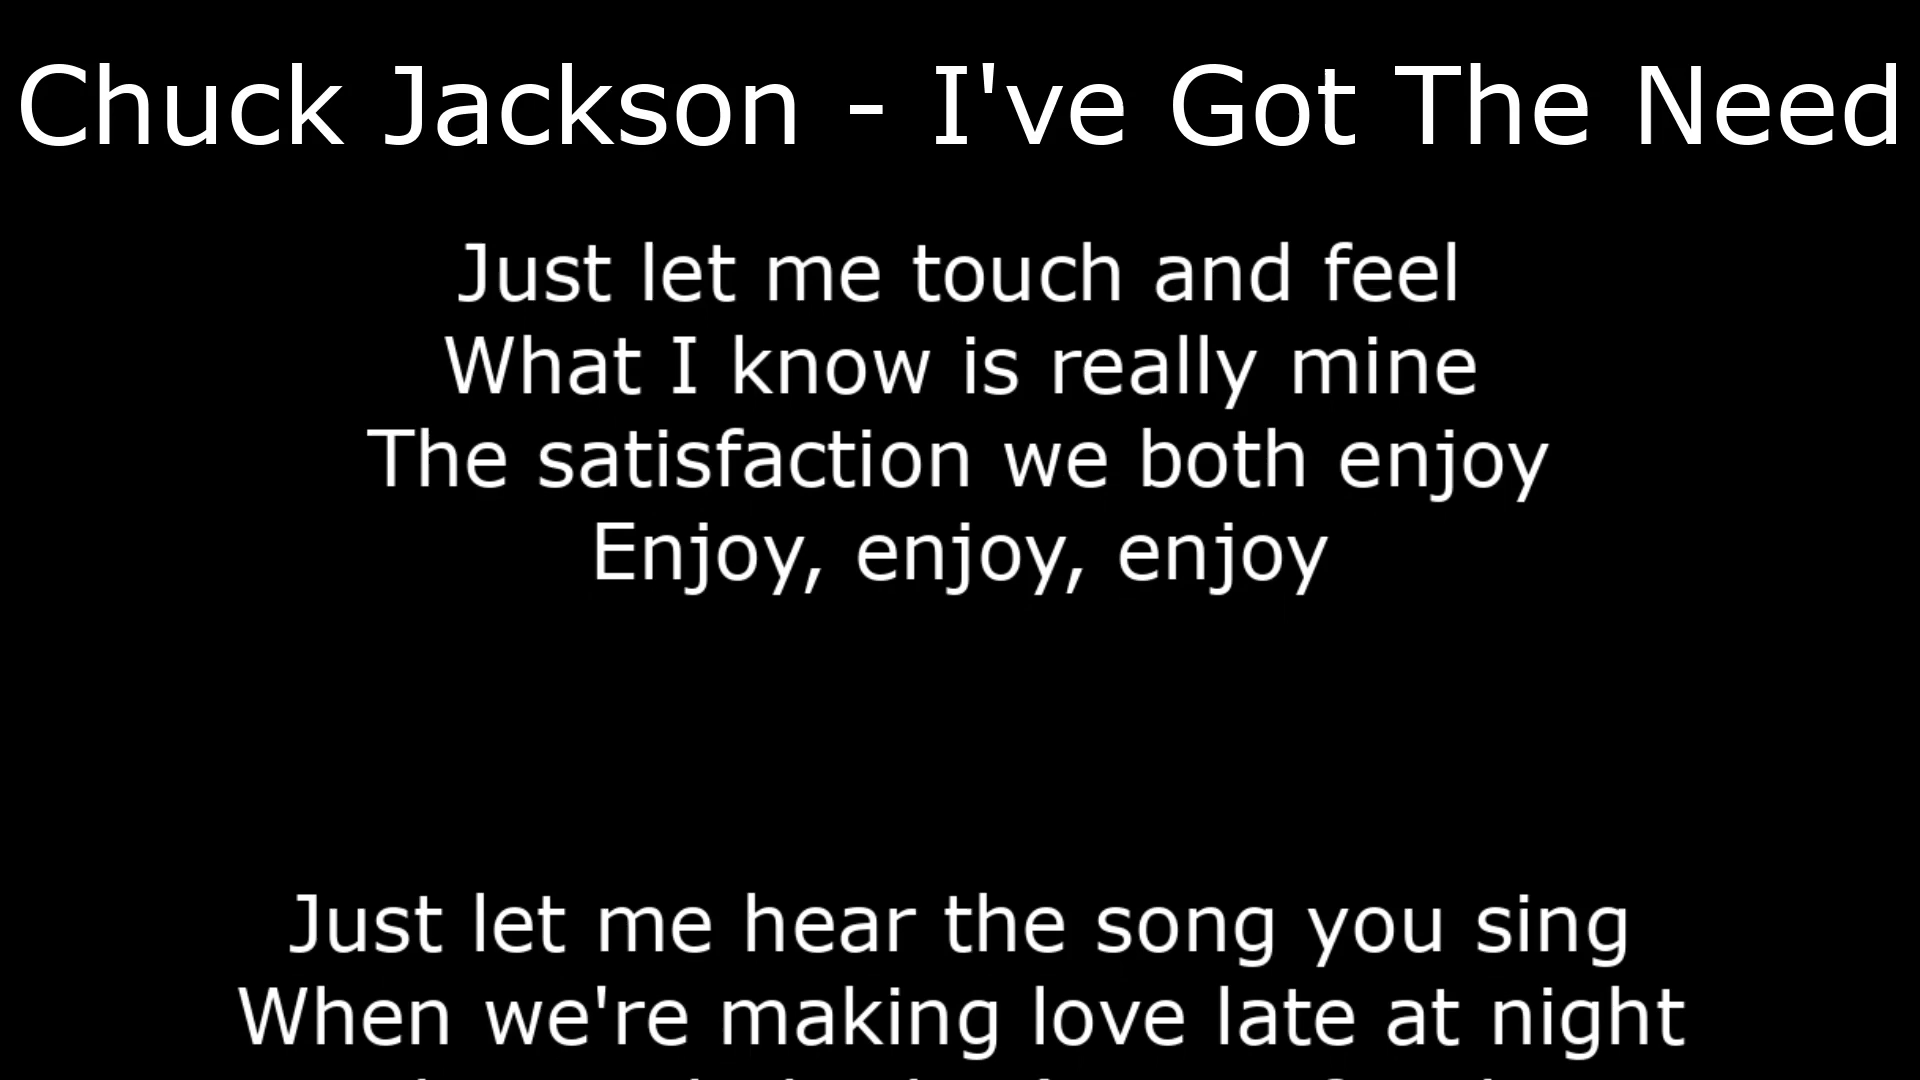 Chuck Jackson - I've Got The Need
Just let me touch and feel
What I know is really mine
The satisfaction we both enjoy
Enjoy, enjoy, enjoy
Just let me hear the song you sing
When we're making love late at night